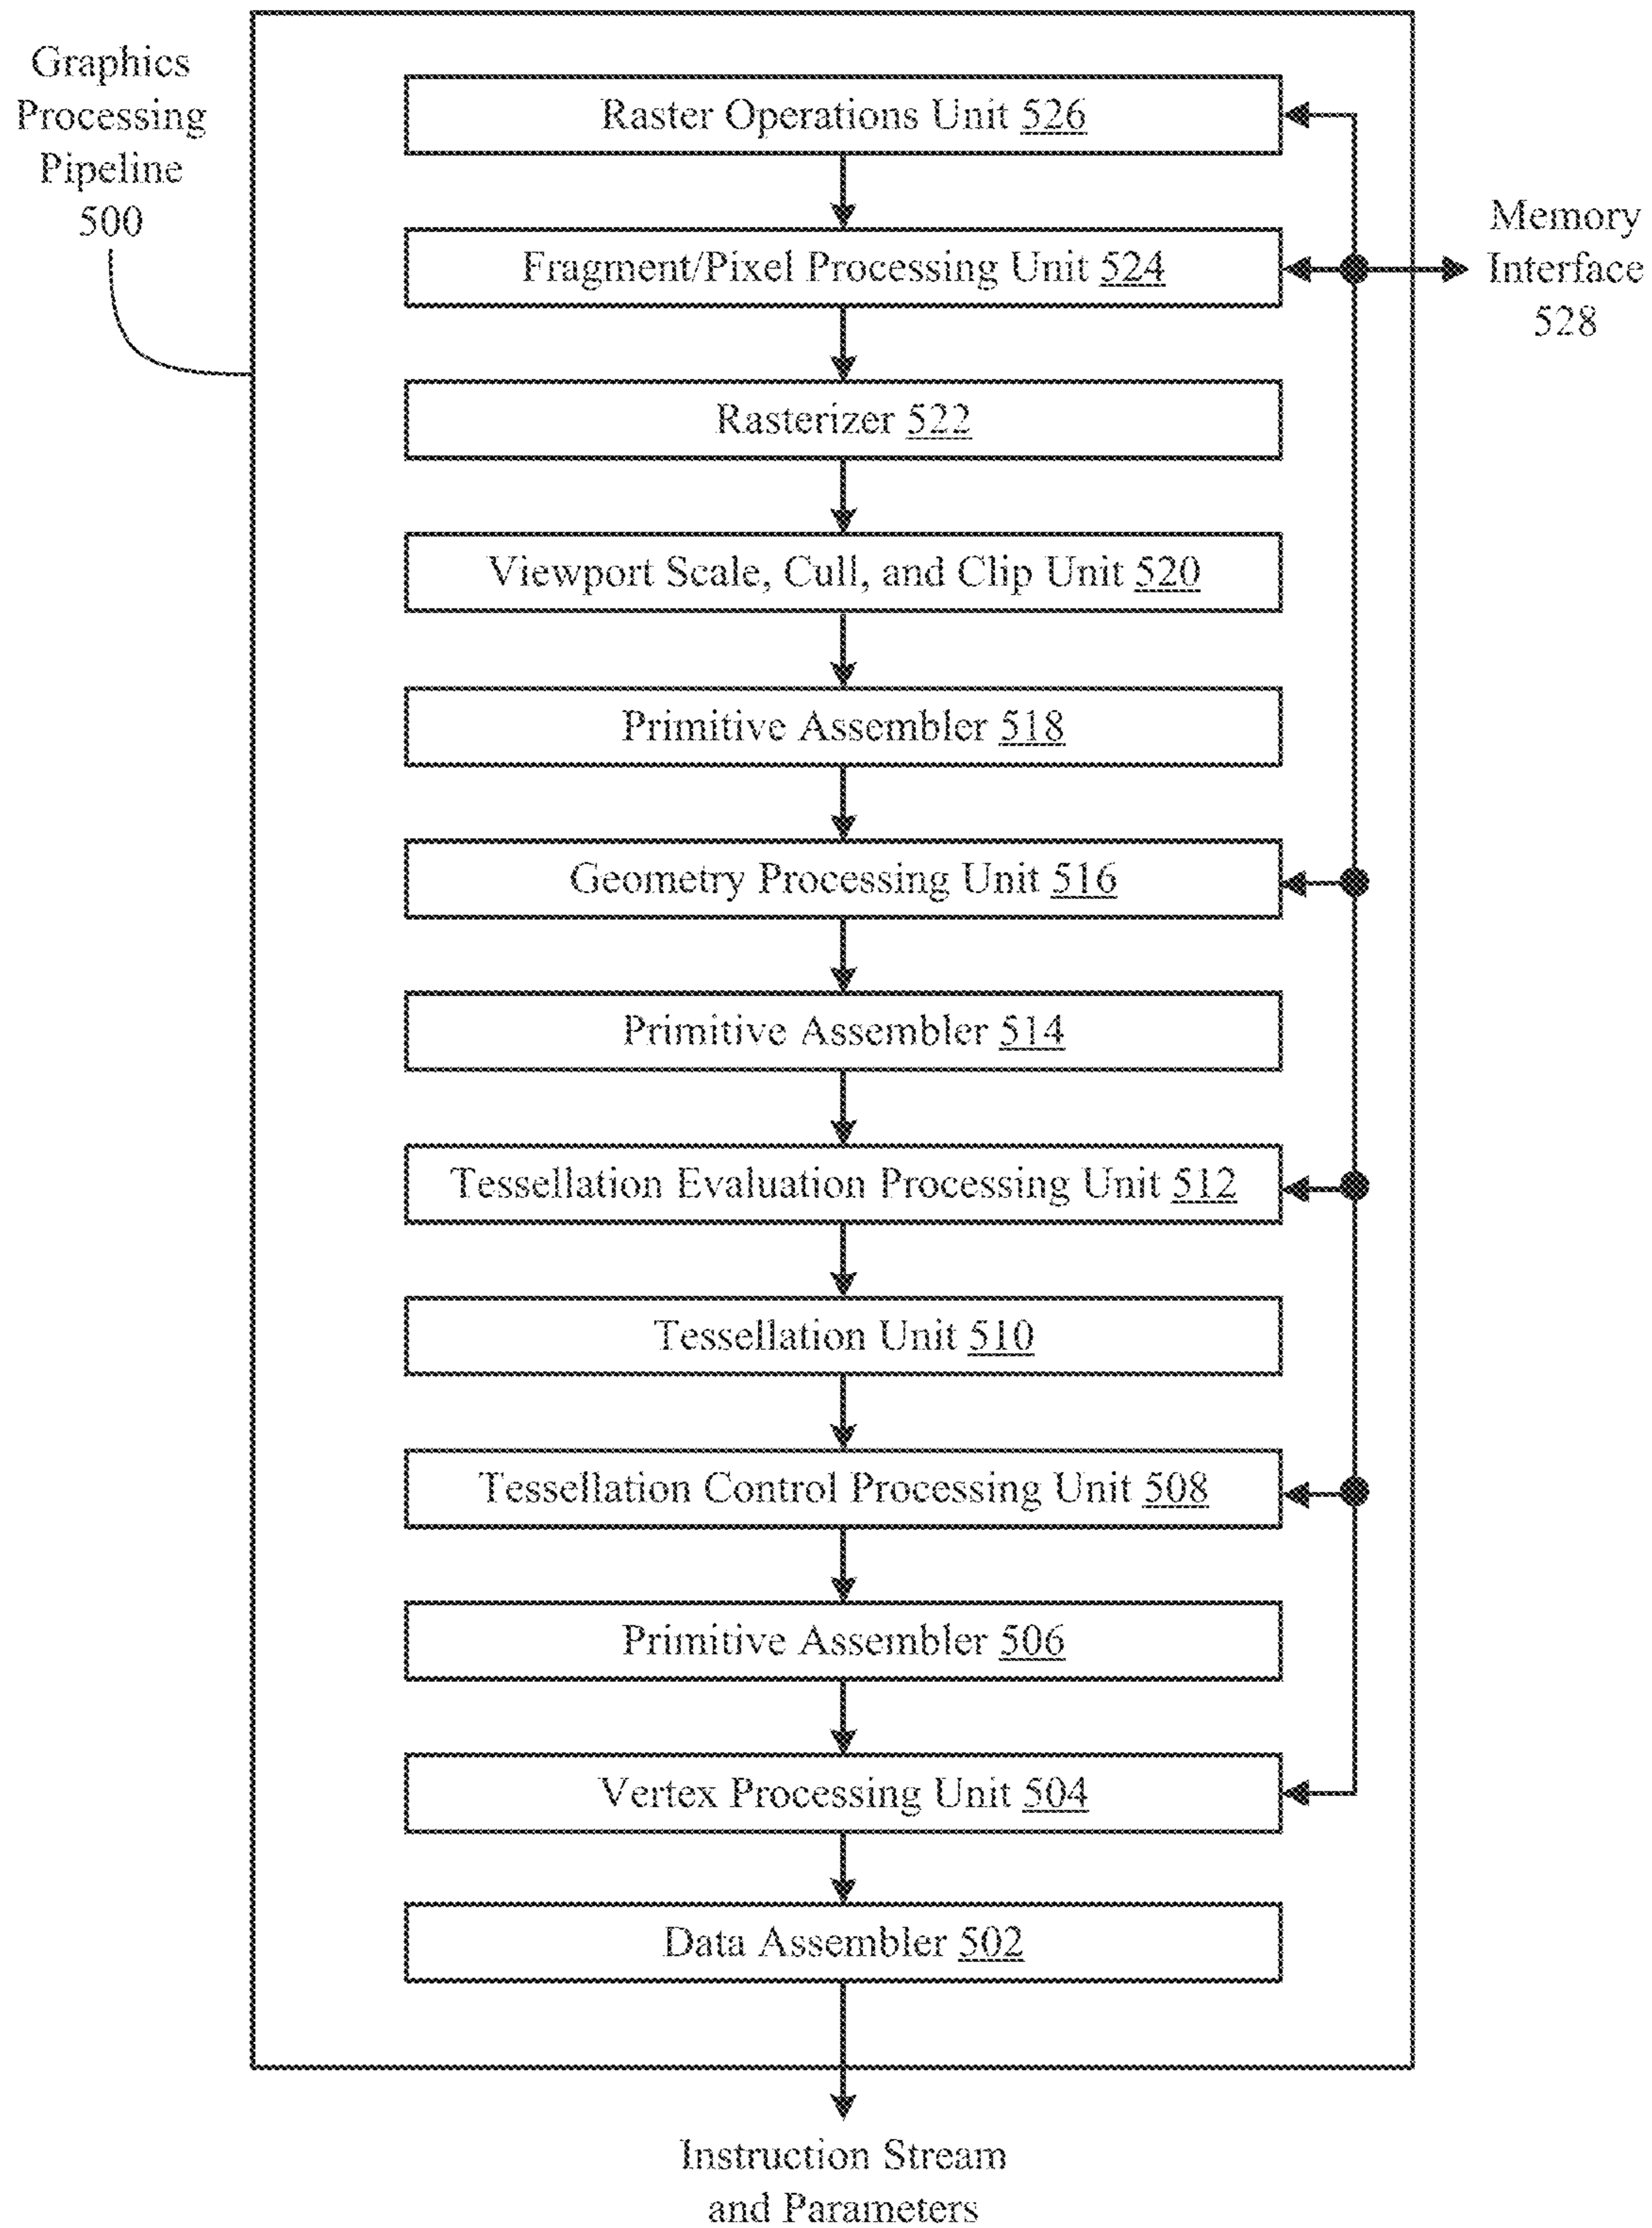 Graphics
Processing
Pipeline
500
Raster Operations Unit 526
Fragment/Pixel Processing Unit 524
Memory
Interface
528
Rasterizer 522
Viewport Scale, Cull, and Clip Unit 520
Primitive Assembler 518
Geometry Processing Unit 516
Primitive Assembler 514
Tessellation Evaluation Processing Unit 512
Tessellation Unit 510
Tessellation Control Processing Unit 508
Primitive Assembler 506
Vertex Processing Unit 504
Data Assembler 502
Instruction Stream
and Parameters